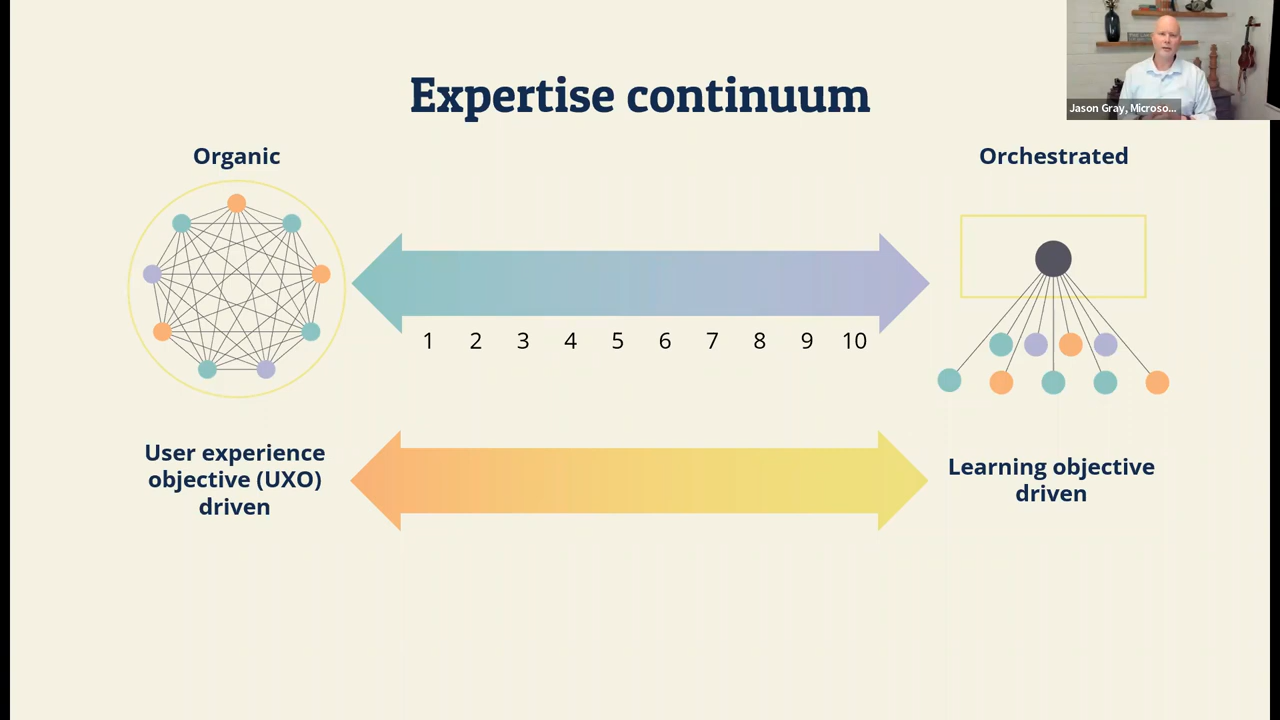 Expertise continuum
Jason Gray, Microso...
Organic
Orchestrated
1 2 3 4 5 6 7 8 9 10
User experience
objective (UXO)
driven
Learning objective
driven